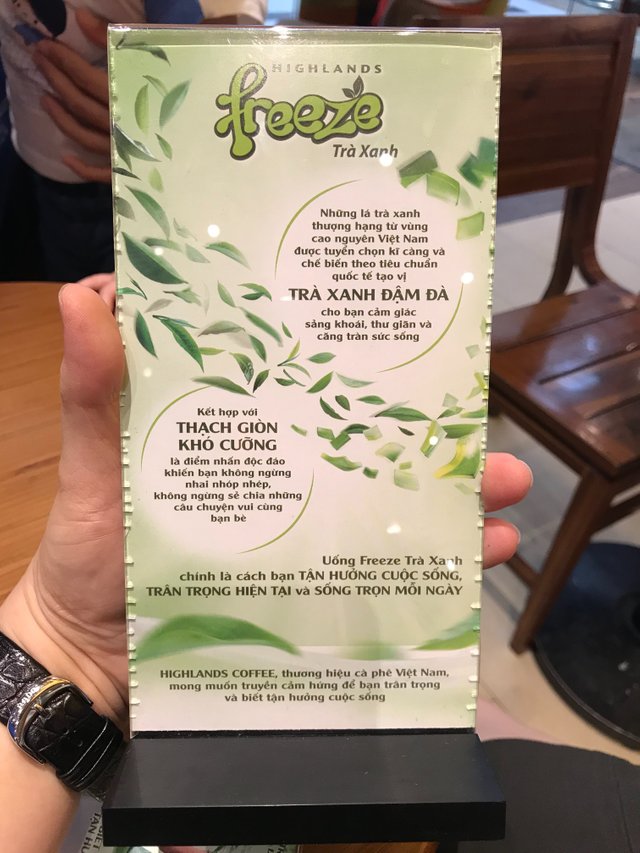 HIGHLANDS
freeze
Trà Xanh
Những lá trà xanh
thượng hạng từ vùng
cao nguyên Việt Nam
được tuyển chọn kĩ càng và
chế biến theo tiêu chuẩn
quốc tế tạo vị
TRÀ XANH ĐẬM ĐÀ
cho bạn cảm giác
sảng khoái, thư giãn và
căng tràn sức sống
Kết hợp với
THẠCH GIÒN
KHÓ CƯỠNG
là điểm nhấn độc đáo
khiến bạn không ngừng
nhai nhóp nhép,
không ngừng sẻ chia những
câu chuyện vui cùng
bạn bè
Uống Freeze Trà Xanh
chính là cách bạn TẬN HƯỞNG CUỘC SỐNG,
TRÂN TRỌNG HIỆN TẠI và SỐNG TRỌN MỖI NGÀY
HIGHLANDS COFFEE, thương hiệu cà phê Việt Nam,
mong muốn truyền cảm hứng để bạn trân trọng
và biết tận hưởng cuộc sống